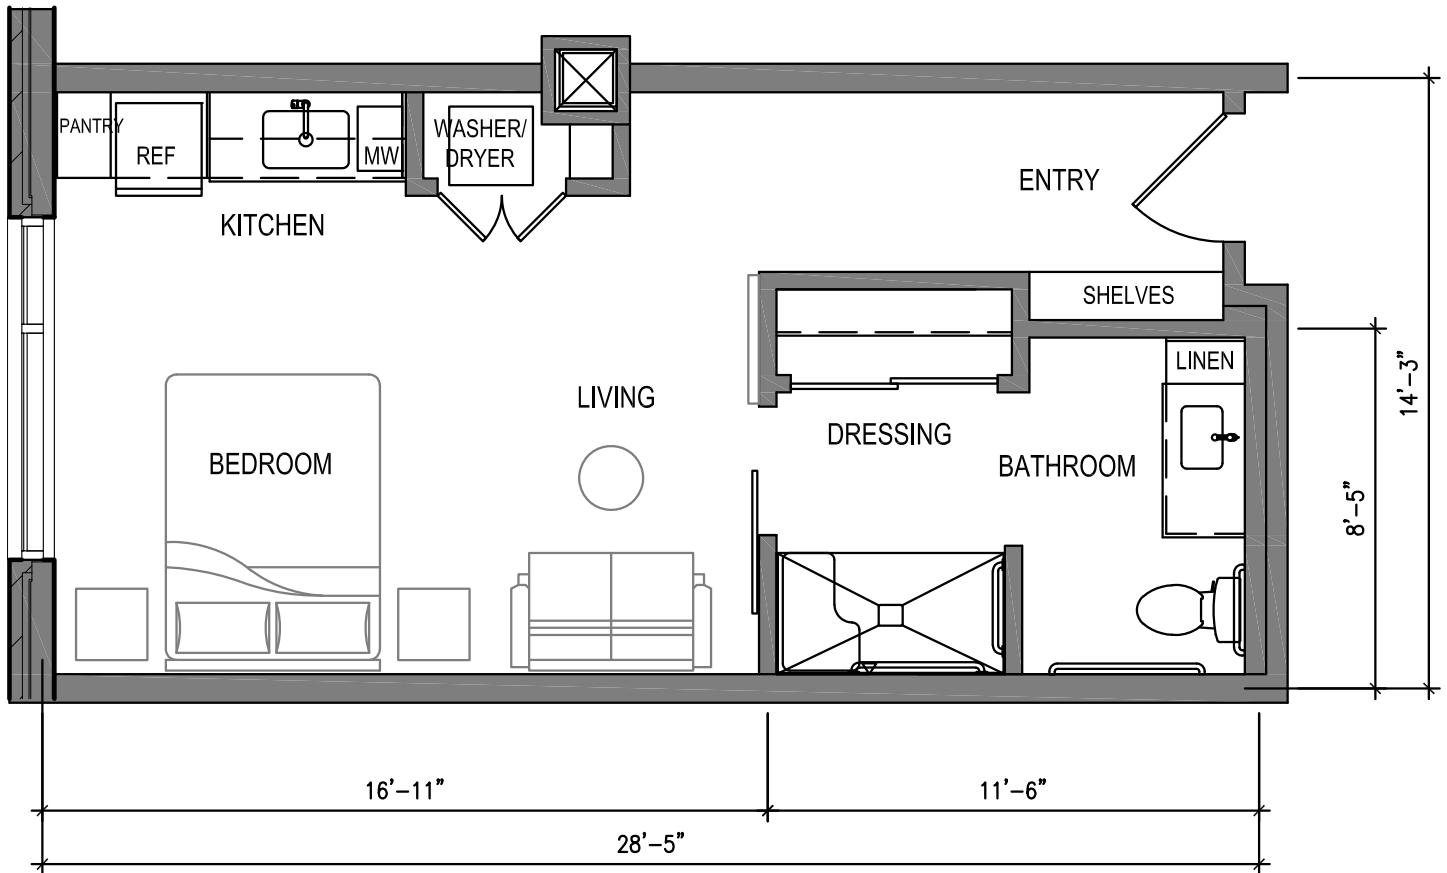 PANTRY
REF
MW
WASHER/
DRYER
KITCHEN
ENTRY
SHELVES
LINEN
LIVING
DRESSING
BEDROOM
BATHROOM
14'-3"
8'-5"
16'-11"
11'-6"
28'-5"